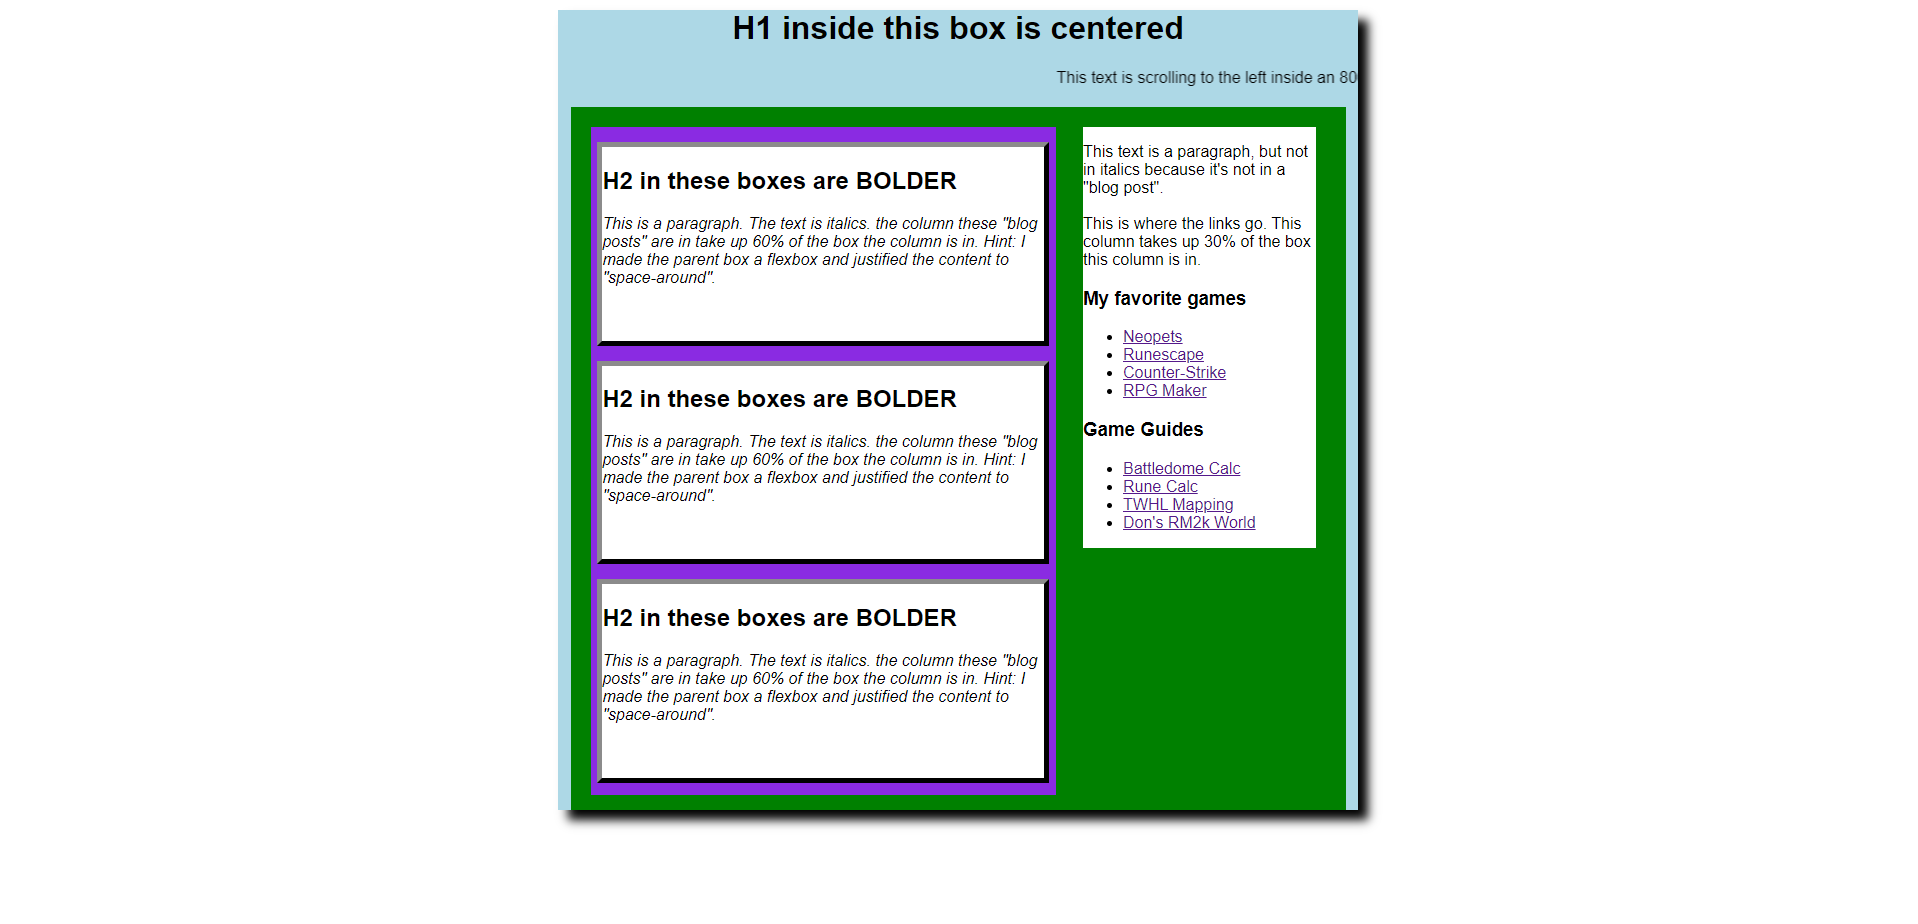 H1 inside this box is centered
This text is scrolling to the left inside an 80
H2 in these boxes are BOLDER
This is a paragraph. The text is italics. the column these "blog
posts" are in take up 60% of the box the column is in. Hint: I
made the parent box a flexbox and justified the content to
"space-around".
H2 in these boxes are BOLDER
This is a paragraph. The text is italics. the column these "blog
posts" are in take up 60% of the box the column is in. Hint: I
made the parent box a flexbox and justified the content to
"space-around".
H2 in these boxes are BOLDER
This is a paragraph. The text is italics. the column these "blog
posts" are in take up 60% of the box the column is in. Hint: I
made the parent box a flexbox and justified the content to
"space-around".
This text is a paragraph, but not
in italics because it's not in a
"blog post".
This is where the links go. This
column takes up 30% of the box
this column is in.
My favorite games
Neopets
Runescape
Counter-Strike
RPG Maker
Game Guides
Battledome Calc
Rune Calc
TWHL Mapping
Don's RM2k World